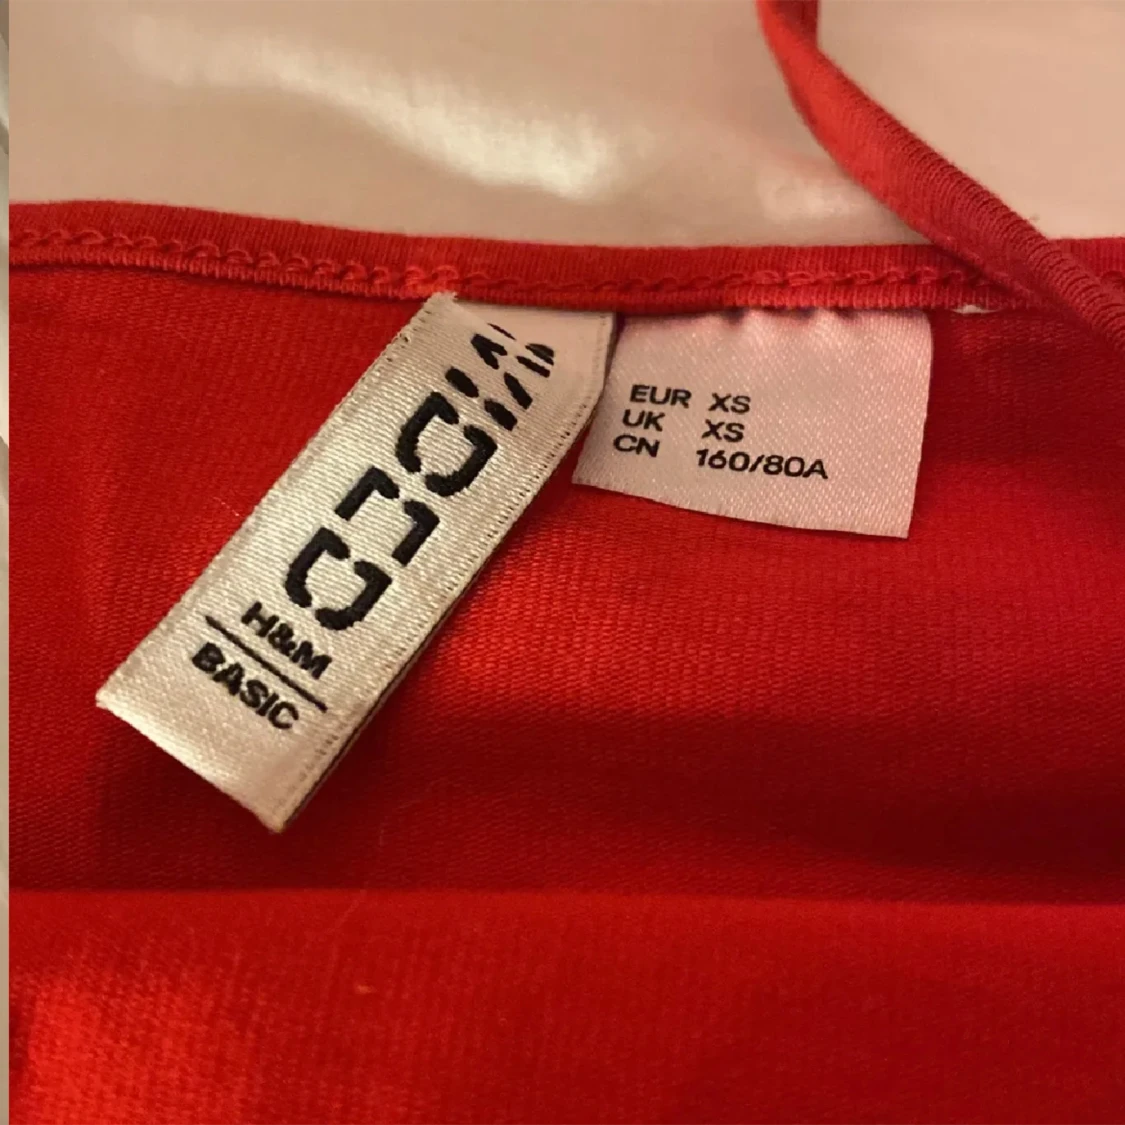 H&M
BASIC
EUR XS
UK XS
CN 160/80A